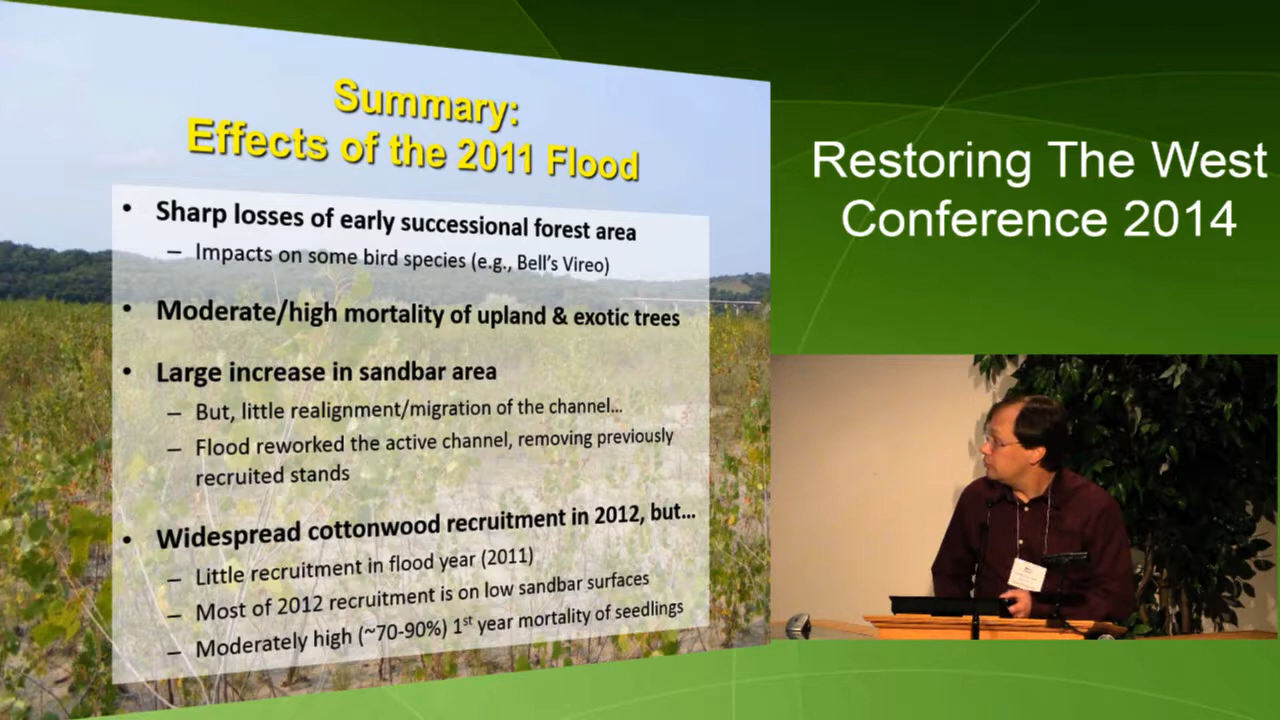 Summary:
Effects of the 2011 Flood
• Sharp losses of early successional forest area
– Impacts on some bird species (e.g., Bell's Vireo)
• Moderate/high mortality of upland & exotic trees
• Large increase in sandbar area
– But, little realignment/migration of the channel...
– Flood reworked the active channel, removing previously
recruited stands
• Widespread cottonwood recruitment in 2012, but...
– Little recruitment in flood year (2011)
– Most of 2012 recruitment is on low sandbar surfaces
– Moderately high (~70-90%) 1st year mortality of seedlings
Restoring The West
Conference 2014